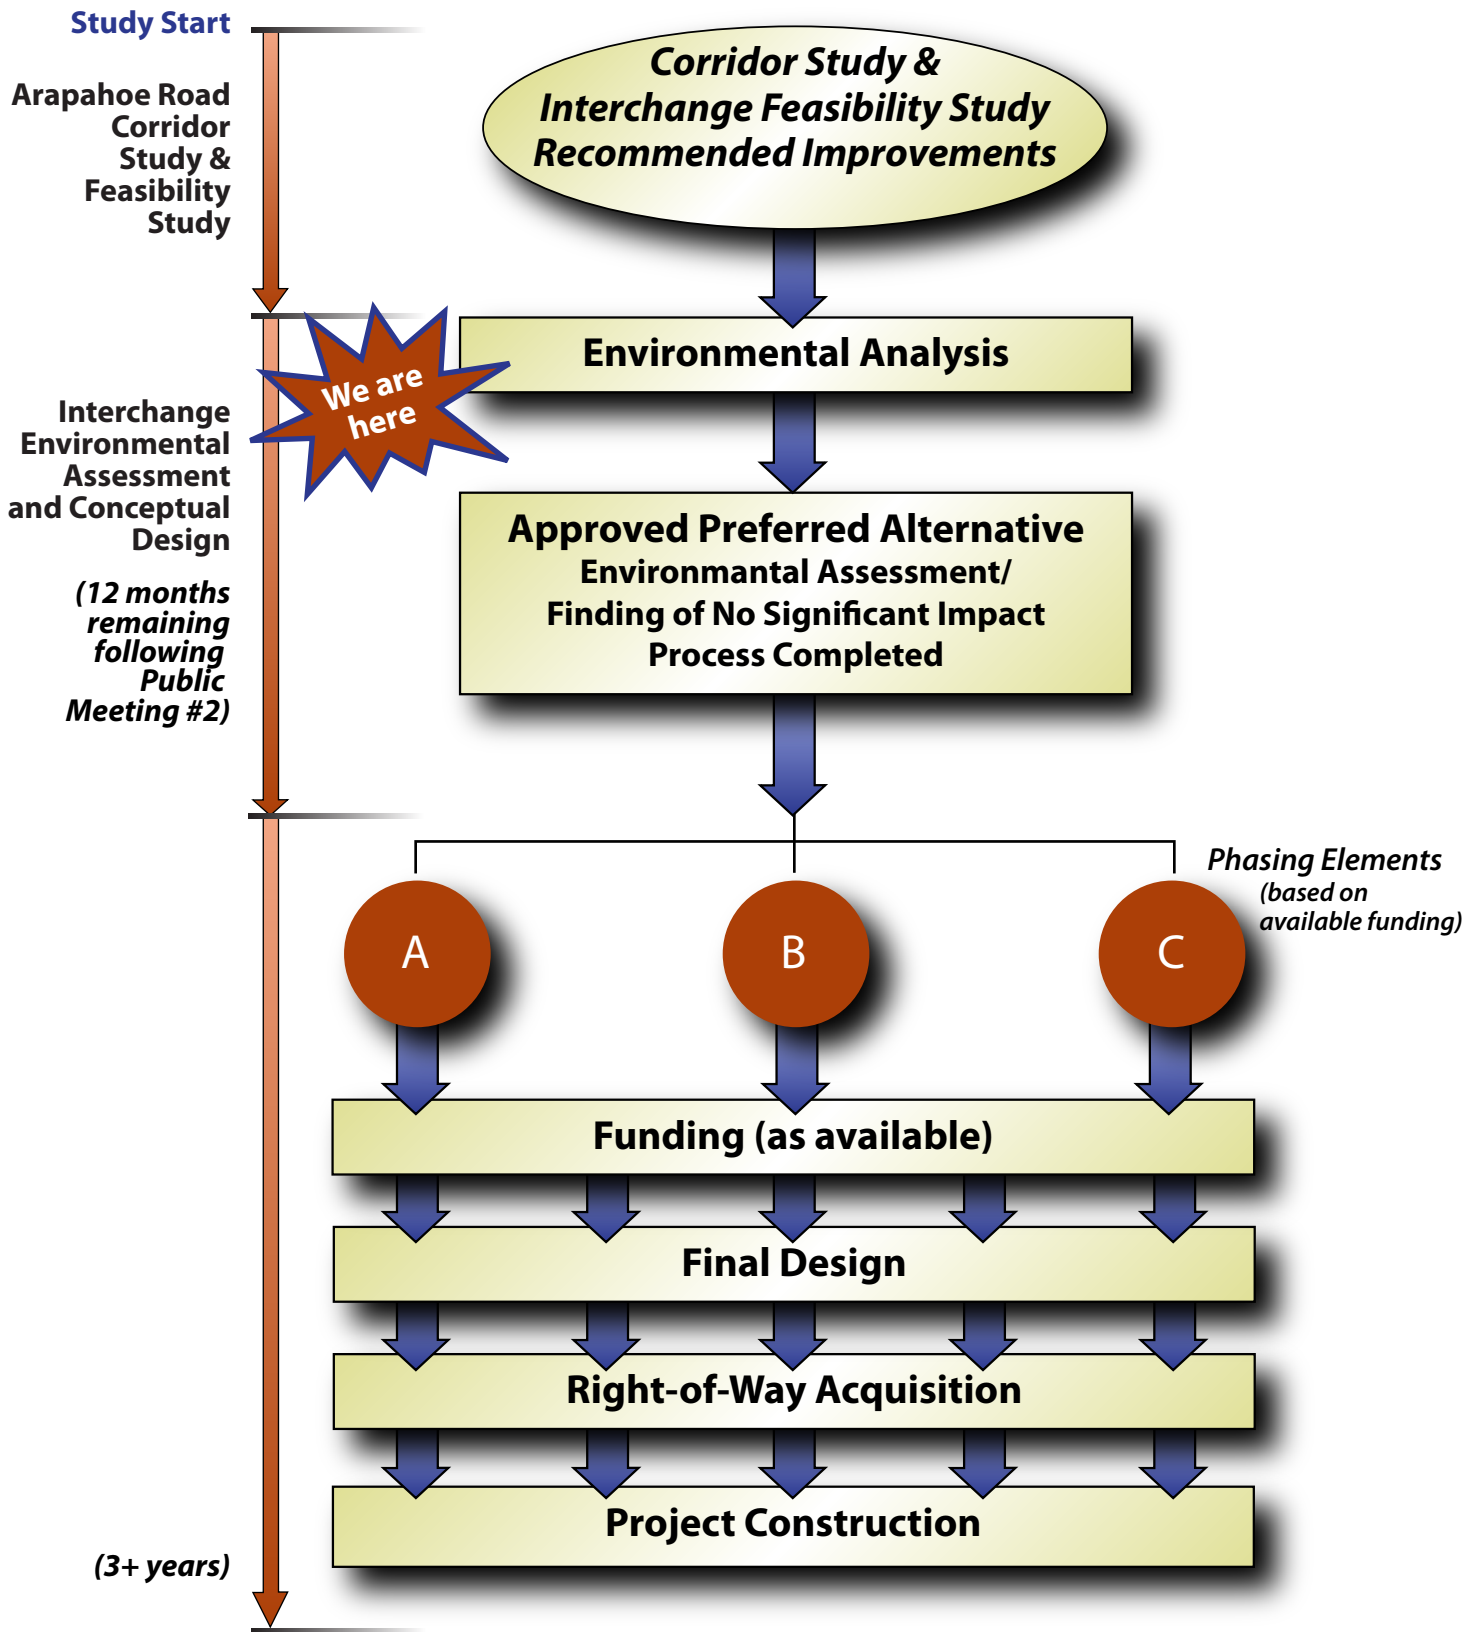 Study Start
Arapahoe Road
Corridor
Study &
Feasibility
Study
Corridor Study &
Interchange Feasibility Study
Recommended Improvements
We are
here
Environmental Analysis
Interchange
Environmental
Assessment
and Conceptual
Design
(12 months
remaining
following
Public
Meeting #2)
Approved Preferred Alternative
Environmantal Assessment/
Finding of No Significant Impact
Process Completed
Phasing Elements
(based on
available funding)
A
B
C
Funding (as available)
Final Design
Right-of-Way Acquisition
Project Construction
(3+ years)